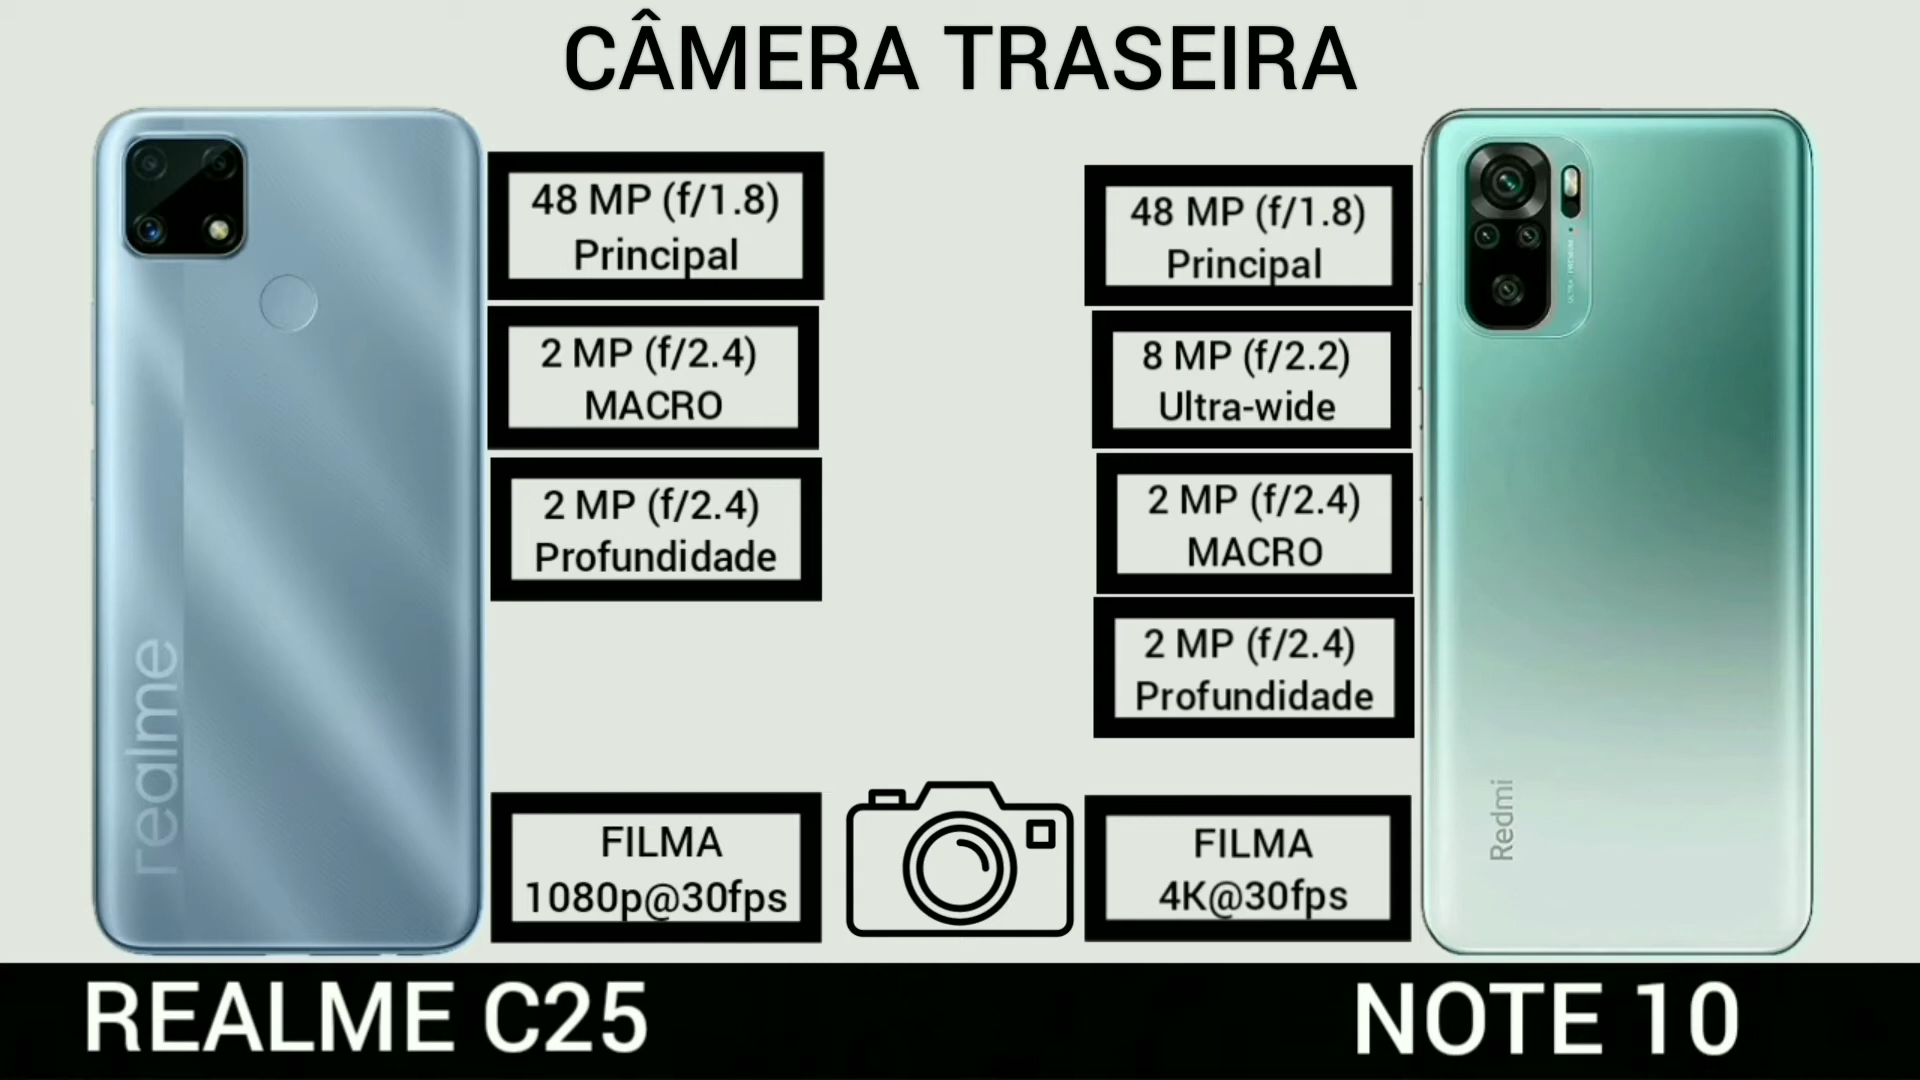 CÂMERA TRASEIRA
48 MP (f/1.8)
Principal
2 MP (f/2.4)
MACRO
2 MP (f/2.4)
Profundidade
FILMA
1080p@30fps
realme
48 MP (f/1.8)
Principal
8 MP (f/2.2)
Ultra-wide
2 MP (f/2.4)
MACRO
2 MP (f/2.4)
Profundidade
FILMA
4K@30fps
ULTRA PREMIUM
Redmi
REALME C25
NOTE 10